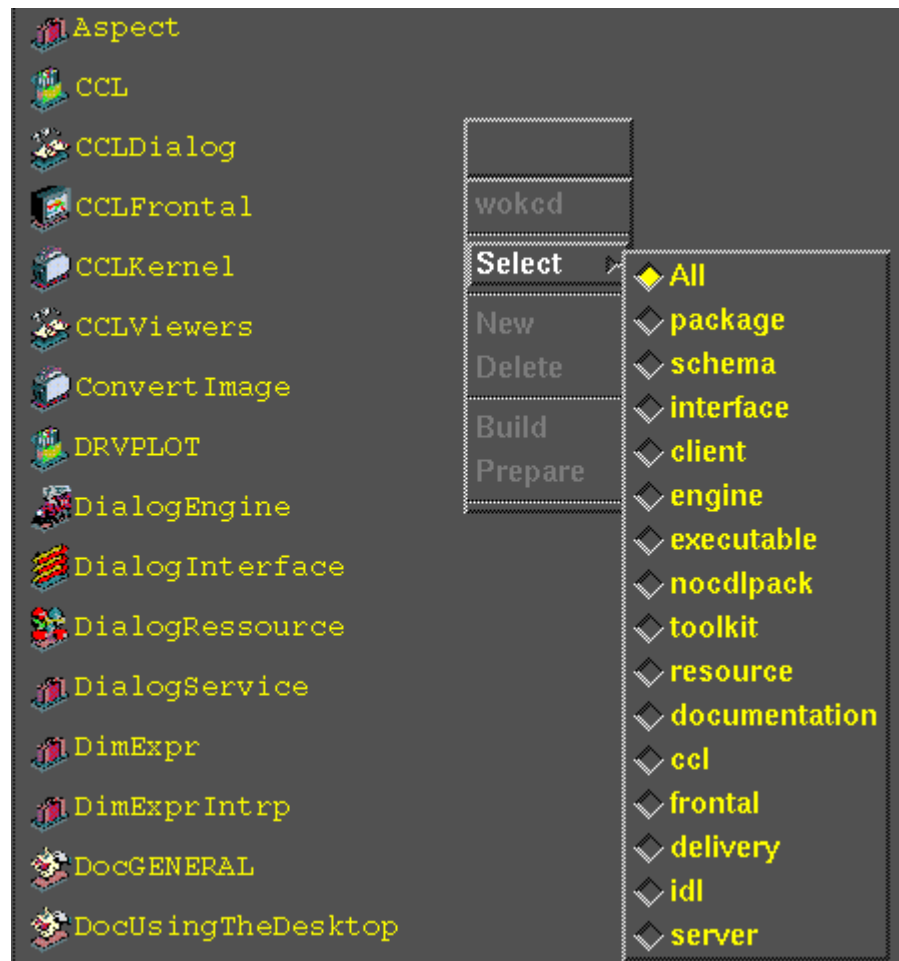 Aspect
CCL
CCLDialog
CCLFrontal
CCLKernel
CCLViewers
ConvertImage
DRVPLOT
DialogEngine
DialogInterface
DialogRessource
DialogService
DimExpr
DimExprIntrp
DocGENERAL
DocUsingTheDesktop
wokcd
Select
New
Delete
Build
Prepare
All
package
schema
interface
client
engine
executable
nocdlpack
toolkit
resource
documentation
ccl
frontal
delivery
idl
server